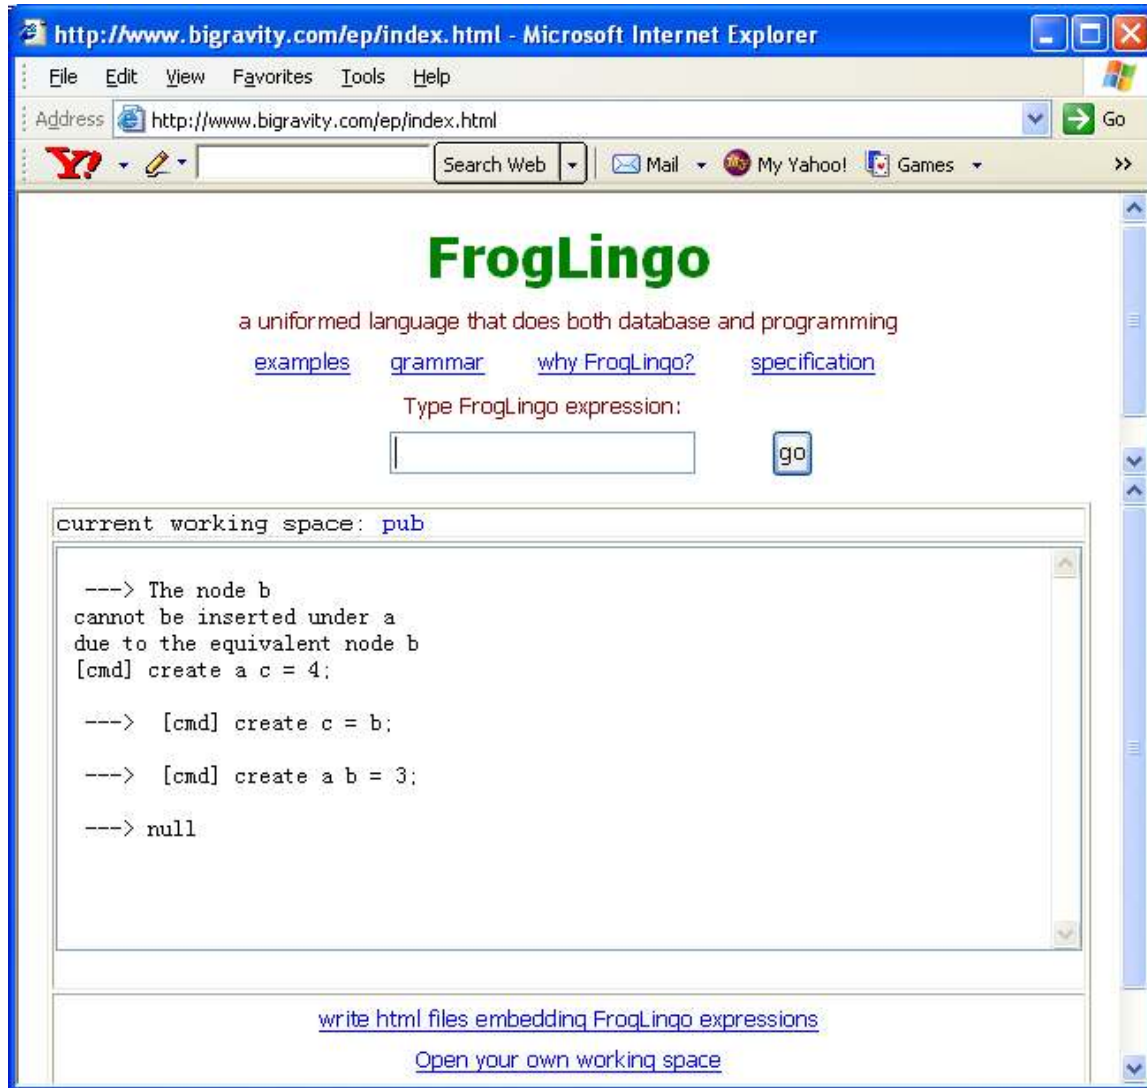 http://www.bigravity.com/ep/index.html - Microsoft Internet Explorer
File Edit View Favorites Tools Help
Address http://www.bigravity.com/ep/index.html Go
Y! Search Web Mail My Yahoo! Games »
FrogLingo
a uniformed language that does both database and programming
examples grammar why FrogLingo? specification
Type FrogLingo expression:
go
current working space: pub
---> The node b
cannot be inserted under a
due to the equivalent node b
[cmd] create a c = 4;
---> [cmd] create c = b;
---> [cmd] create a b = 3;
---> null
write html files embedding FrogLingo expressions
Open your own working space